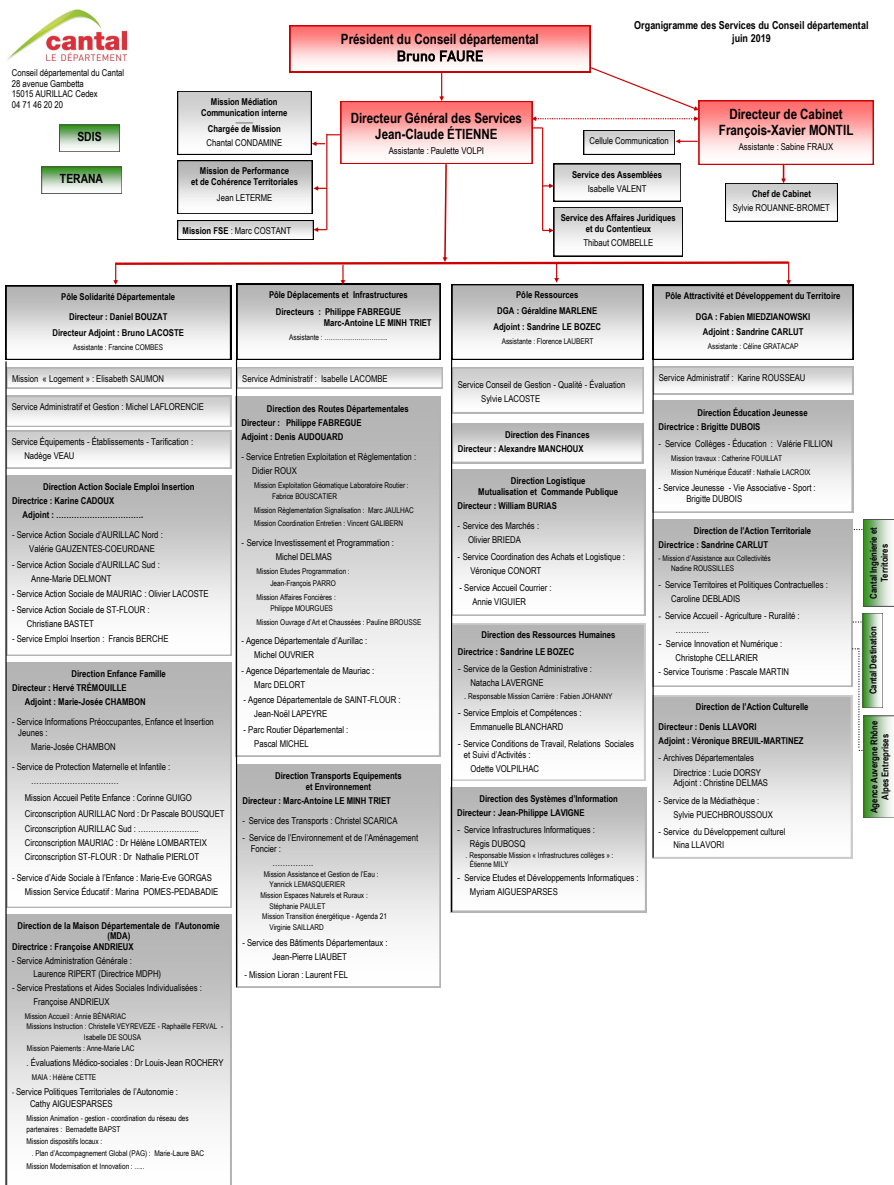 cantal
LE DÉPARTEMENT
Conseil départemental du Cantal
28 avenue Gambetta
15015 AURILLAC Cedex
04 71 46 20 20
SDIS
TERANA
Organigramme des Services du Conseil départemental
juin 2019
Président du Conseil départemental
Bruno FAURE
Directeur Général des Services
Jean-Claude ÉTIENNE
Assistante : Paulette VOLPI
Directeur de Cabinet
François-Xavier MONTIL
Assistante : Sabine FRAUX
Cellule Communication
Chef de Cabinet
Sylvie ROUANNE-BROMET
Mission Médiation
Communication interne
Chargée de Mission
Chantal CONDAMINE
Mission de Performance
et de Cohérence Territoriales
Jean LETERME
Mission FSE : Marc COSTANT
Service des Assemblées
Isabelle VALENT
Service des Affaires Juridiques
et du Contentieux
Thibaut COMBELLE
Pôle Solidarité Départementale
Directeur : Daniel BOUZAT
Directeur Adjoint : Bruno LACOSTE
Assistante : Francine COMBES
Mission « Logement » : Elisabeth SAUMON
Service Administratif et Gestion : Michel LAFLORENCIE
Service Équipements - Établissements - Tarification :
Nadège VEAU
Direction Action Sociale Emploi Insertion
Directrice : Karine CADOUX
Adjoint : ……………………………..
- Service Action Sociale d'AURILLAC Nord :
Valérie GAUZENTES-COEURDANE
- Service Action Sociale d'AURILLAC Sud :
Anne-Marie DELMONT
- Service Action Sociale de MAURIAC : Olivier LACOSTE
- Service Action Sociale de ST-FLOUR :
Christiane BASTET
- Service Emploi Insertion : Francis BERCHE
Direction Enfance Famille
Directeur : Hervé TRÉMOUILLE
Adjoint : Marie-Josée CHAMBON
- Service Informations Préoccupantes, Enfance et Insertion
Jeunes :
Marie-Josée CHAMBON
- Service de Protection Maternelle et Infantile :
……………………………
Mission Accueil Petite Enfance : Corinne GUIGO
Circonscription AURILLAC Nord : Dr Pascale BOUSQUET
Circonscription AURILLAC Sud : …………………...
Circonscription MAURIAC : Dr Hélène LOMBARTEIX
Circonscription ST-FLOUR : Dr Nathalie PIERLOT
- Service d'Aide Sociale à l'Enfance : Marie-Eve GORGAS
Mission Service Éducatif : Marina POMES-PEDABADIE
Direction de la Maison Départementale de l'Autonomie
(MDA)
Directrice : Françoise ANDRIEUX
- Service Administration Générale :
Laurence RIPERT (Directrice MDPH)
- Service Prestations et Aides Sociales Individualisées :
Françoise ANDRIEUX
Mission Accueil : Annie BÉNARIAC
Missions Instruction : Christelle VEYREVEZE - Raphaëlle FERVAL -
Isabelle DE SOUSA
Mission Paiements : Anne-Marie LAC
. Évaluations Médico-sociales : Dr Louis-Jean ROCHERY
MAIA : Hélène CETTE
- Service Politiques Territoriales de l'Autonomie :
Cathy AIGUESPARSES
Mission Animation - gestion - coordination du réseau des
partenaires : Bernadette BAPST
Mission dispositifs locaux :
. Plan d'Accompagnement Global (PAG) : Marie-Laure BAC
Mission Modernisation et Innovation : .....
Pôle Déplacements et Infrastructures
Directeurs : Philippe FABREGUE
Marc-Antoine LE MINH TRIET
Assistante : …………………………
Service Administratif : Isabelle LACOMBE
Direction des Routes Départementales
Directeur : Philippe FABREGUE
Adjoint : Denis AUDOUARD
- Service Entretien Exploitation et Réglementation :
Didier ROUX
Mission Exploitation Géomatique Laboratoire Routier :
Fabrice BOUSCATIER
Mission Réglementation Signalisation : Marc JAULHAC
Mission Coordination Entretien : Vincent GALIBERN
- Service Investissement et Programmation :
Michel DELMAS
Mission Etudes Programmation :
Jean-François PARRO
Mission Affaires Foncières :
Philippe MOURGUES
Mission Ouvrage d'Art et Chaussées : Pauline BROUSSE
- Agence Départementale d'Aurillac :
Michel OUVRIER
- Agence Départementale de Mauriac :
Marc DELORT
- Agence Départementale de SAINT-FLOUR :
Jean-Noël LAPEYRE
- Parc Routier Départemental :
Pascal MICHEL
Direction Transports Equipements
et Environnement
Directeur : Marc-Antoine LE MINH TRIET
- Service des Transports : Christel SCARICA
- Service de l'Environnement et de l'Aménagement
Foncier :
……………
Mission Assistance et Gestion de l'Eau :
Yannick LEMASQUERIER
Mission Espaces Naturels et Ruraux :
Stéphanie PAULET
Mission Transition énergétique - Agenda 21
Virginie SAILLARD
- Service des Bâtiments Départementaux :
Jean-Pierre LIAUBET
- Mission Lioran : Laurent FEL
Pôle Ressources
DGA : Géraldine MARLENE
Adjoint : Sandrine LE BOZEC
Assistante : Florence LAUBERT
Service Conseil de Gestion - Qualité - Évaluation
Sylvie LACOSTE
Direction des Finances
Directeur : Alexandre MANCHOUX
Direction Logistique
Mutualisation et Commande Publique
Directeur : William BURIAS
- Service des Marchés :
Olivier BRIEDA
- Service Coordination des Achats et Logistique :
Véronique CONORT
- Service Accueil Courrier :
Annie VIGUIER
Direction des Ressources Humaines
Directrice : Sandrine LE BOZEC
- Service de la Gestion Administrative :
Natacha LAVERGNE
. Responsable Mission Carrière : Fabien JOHANNY
- Service Emplois et Compétences :
Emmanuelle BLANCHARD
- Service Conditions de Travail, Relations Sociales
et Suivi d'Activités :
Odette VOLPILHAC
Direction des Systèmes d'Information
Directeur : Jean-Philippe LAVIGNE
- Service Infrastructures Informatiques :
Régis DUBOSQ
. Responsable Mission « Infrastructures collèges » :
Étienne MILY
- Service Etudes et Développements Informatiques :
Myriam AIGUESPARSES
Pôle Attractivité et Développement du Territoire
DGA : Fabien MIEDZIANOWSKI
Adjoint : Sandrine CARLUT
Assistante : Céline GRATACAP
Service Administratif : Karine ROUSSEAU
Direction Éducation Jeunesse
Directrice : Brigitte DUBOIS
- Service Collèges - Éducation : Valérie FILLION
Mission travaux : Catherine FOUILLAT
Mission Numérique Éducatif : Nathalie LACROIX
- Service Jeunesse - Vie Associative - Sport :
Brigitte DUBOIS
Direction de l'Action Territoriale
Directrice : Sandrine CARLUT
- Mission d'Assistance aux Collectivités
Nadine ROUSSILLES
- Service Territoires et Politiques Contractuelles :
Caroline DEBLADIS
- Service Accueil - Agriculture - Ruralité :
………….
- Service Innovation et Numérique :
Christophe CELLARIER
- Service Tourisme : Pascale MARTIN
Direction de l'Action Culturelle
Directeur : Denis LLAVORI
Adjoint : Véronique BREUIL-MARTINEZ
- Archives Départementales
Directrice : Lucie DORSY
Adjoint : Christine DELMAS
- Service de la Médiathèque :
Sylvie PUECHBROUSSOUX
- Service du Développement culturel
Nina LLAVORI
Cantal Ingénierie et
Territoires
Cantal Destination
Agence Auvergne Rhône
Alpes Entreprises